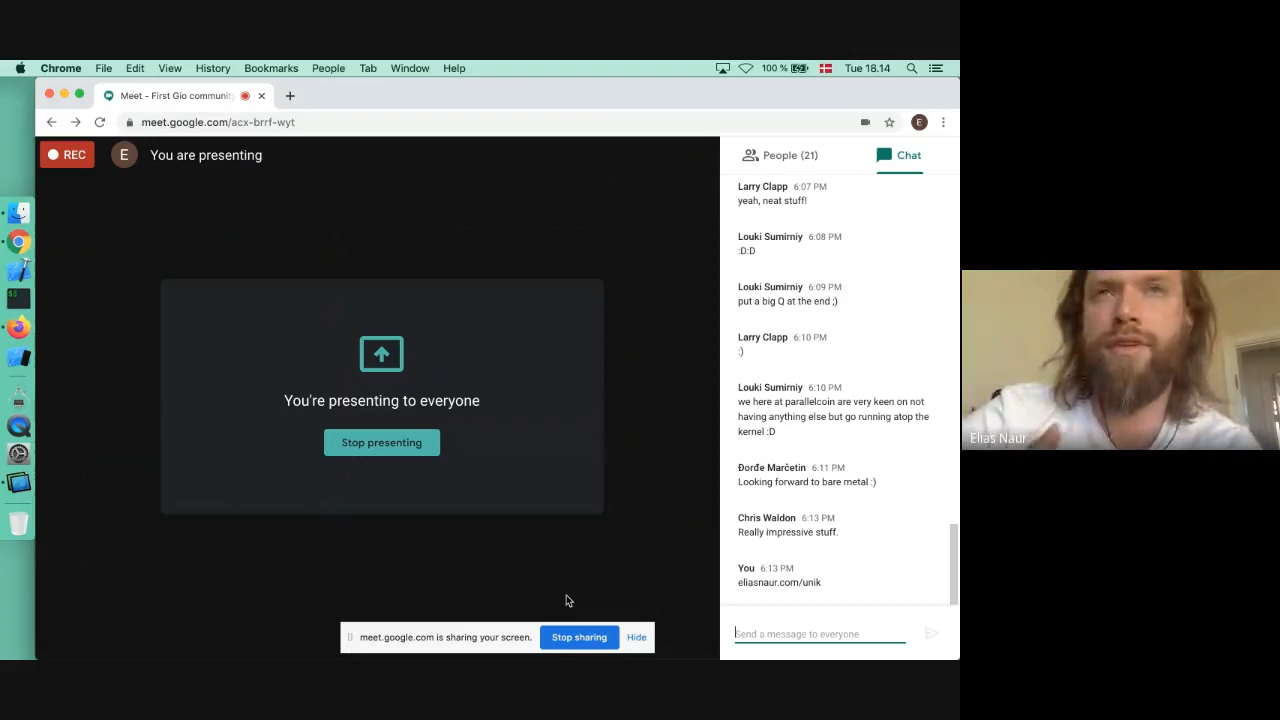 Chrome File Edit View History Bookmarks People Tab Window Help 100 % Tue 18.14
Meet - First Gio community
meet.google.com/acx-brrf-wyt E
REC E You are presenting
You're presenting to everyone
Stop presenting
meet.google.com is sharing your screen. Stop sharing Hide
People (21) Chat
Larry Clapp 6:07 PM
yeah, neat stuff!
Louki Sumirniy 6:08 PM
:D:D
Louki Sumirniy 6:09 PM
put a big Q at the end ;)
Larry Clapp 6:10 PM
:)
Louki Sumirniy 6:10 PM
we here at parallelcoin are very keen on not
having anything else but go running atop the
kernel :D
Đorđe Marčetin 6:11 PM
Looking forward to bare metal :)
Chris Waldon 6:13 PM
Really impressive stuff.
You 6:13 PM
eliasnaur.com/unik
Send a message to everyone
Elias Naur